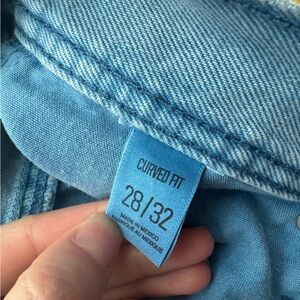 CURVED FIT
28/32
MADE IN MEXICO
FABRIQUÉ AU MEXIQUE